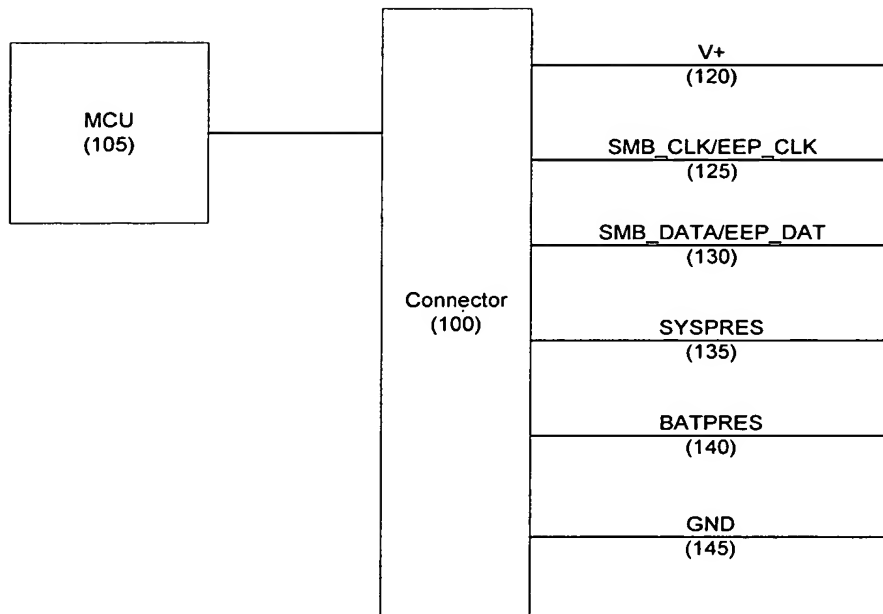 MCU
(105)
Connector
(100)
V+
(120)
SMB_CLK/EEP_CLK
(125)
SMB_DATA/EEP_DAT
(130)
SYSPRES
(135)
BATPRES
(140)
GND
(145)